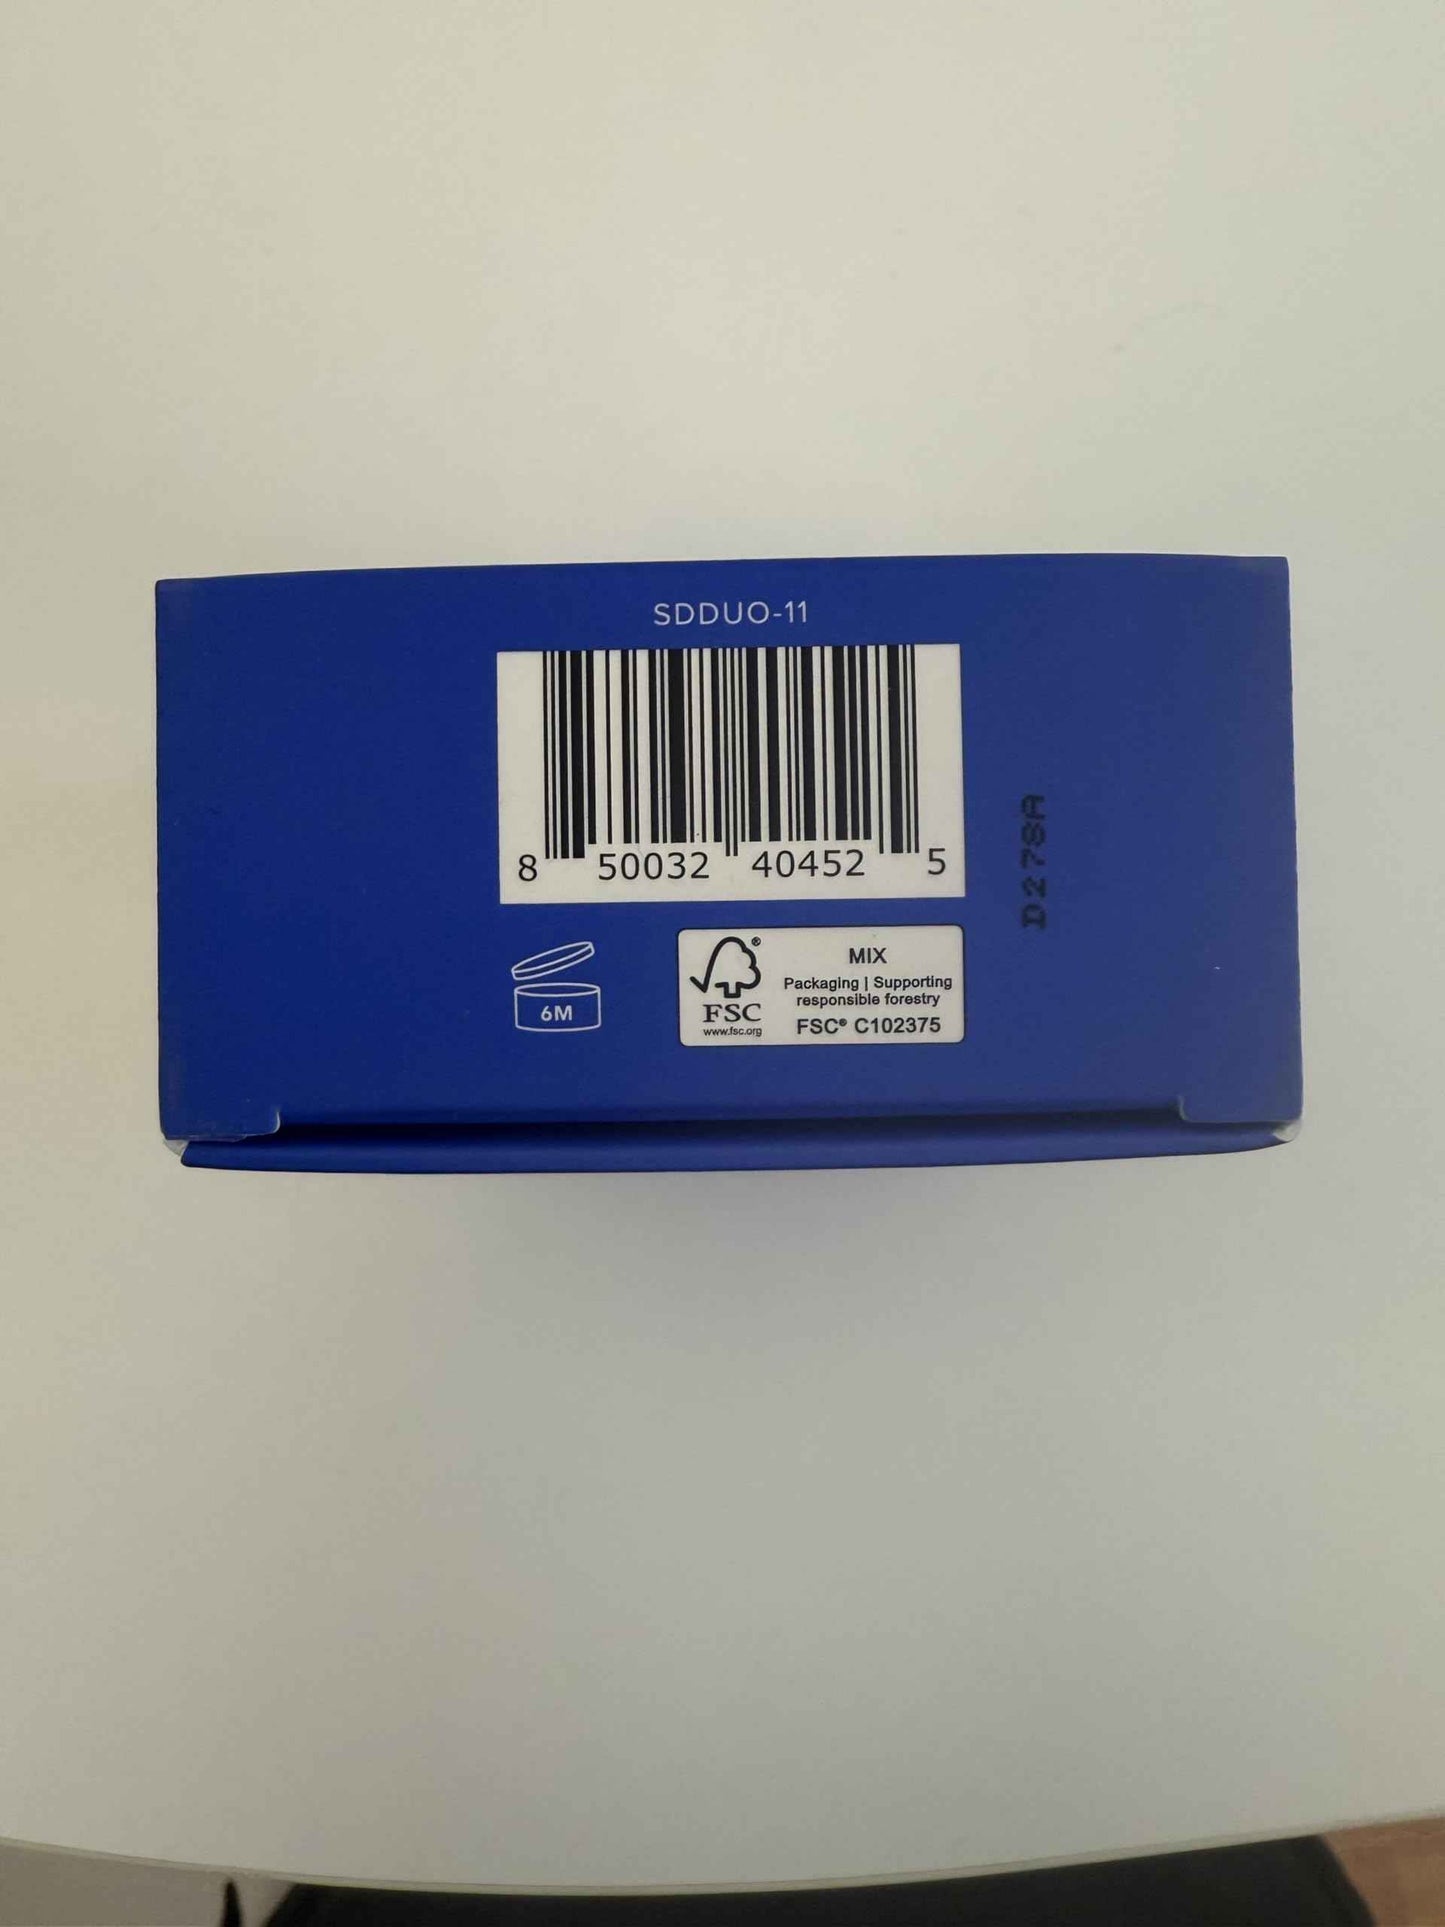 SDDUO-11
8 50032 40452 5
D278A
6M
FSC®
www.fsc.org
MIX
Packaging | Supporting
responsible forestry
FSC® C102375